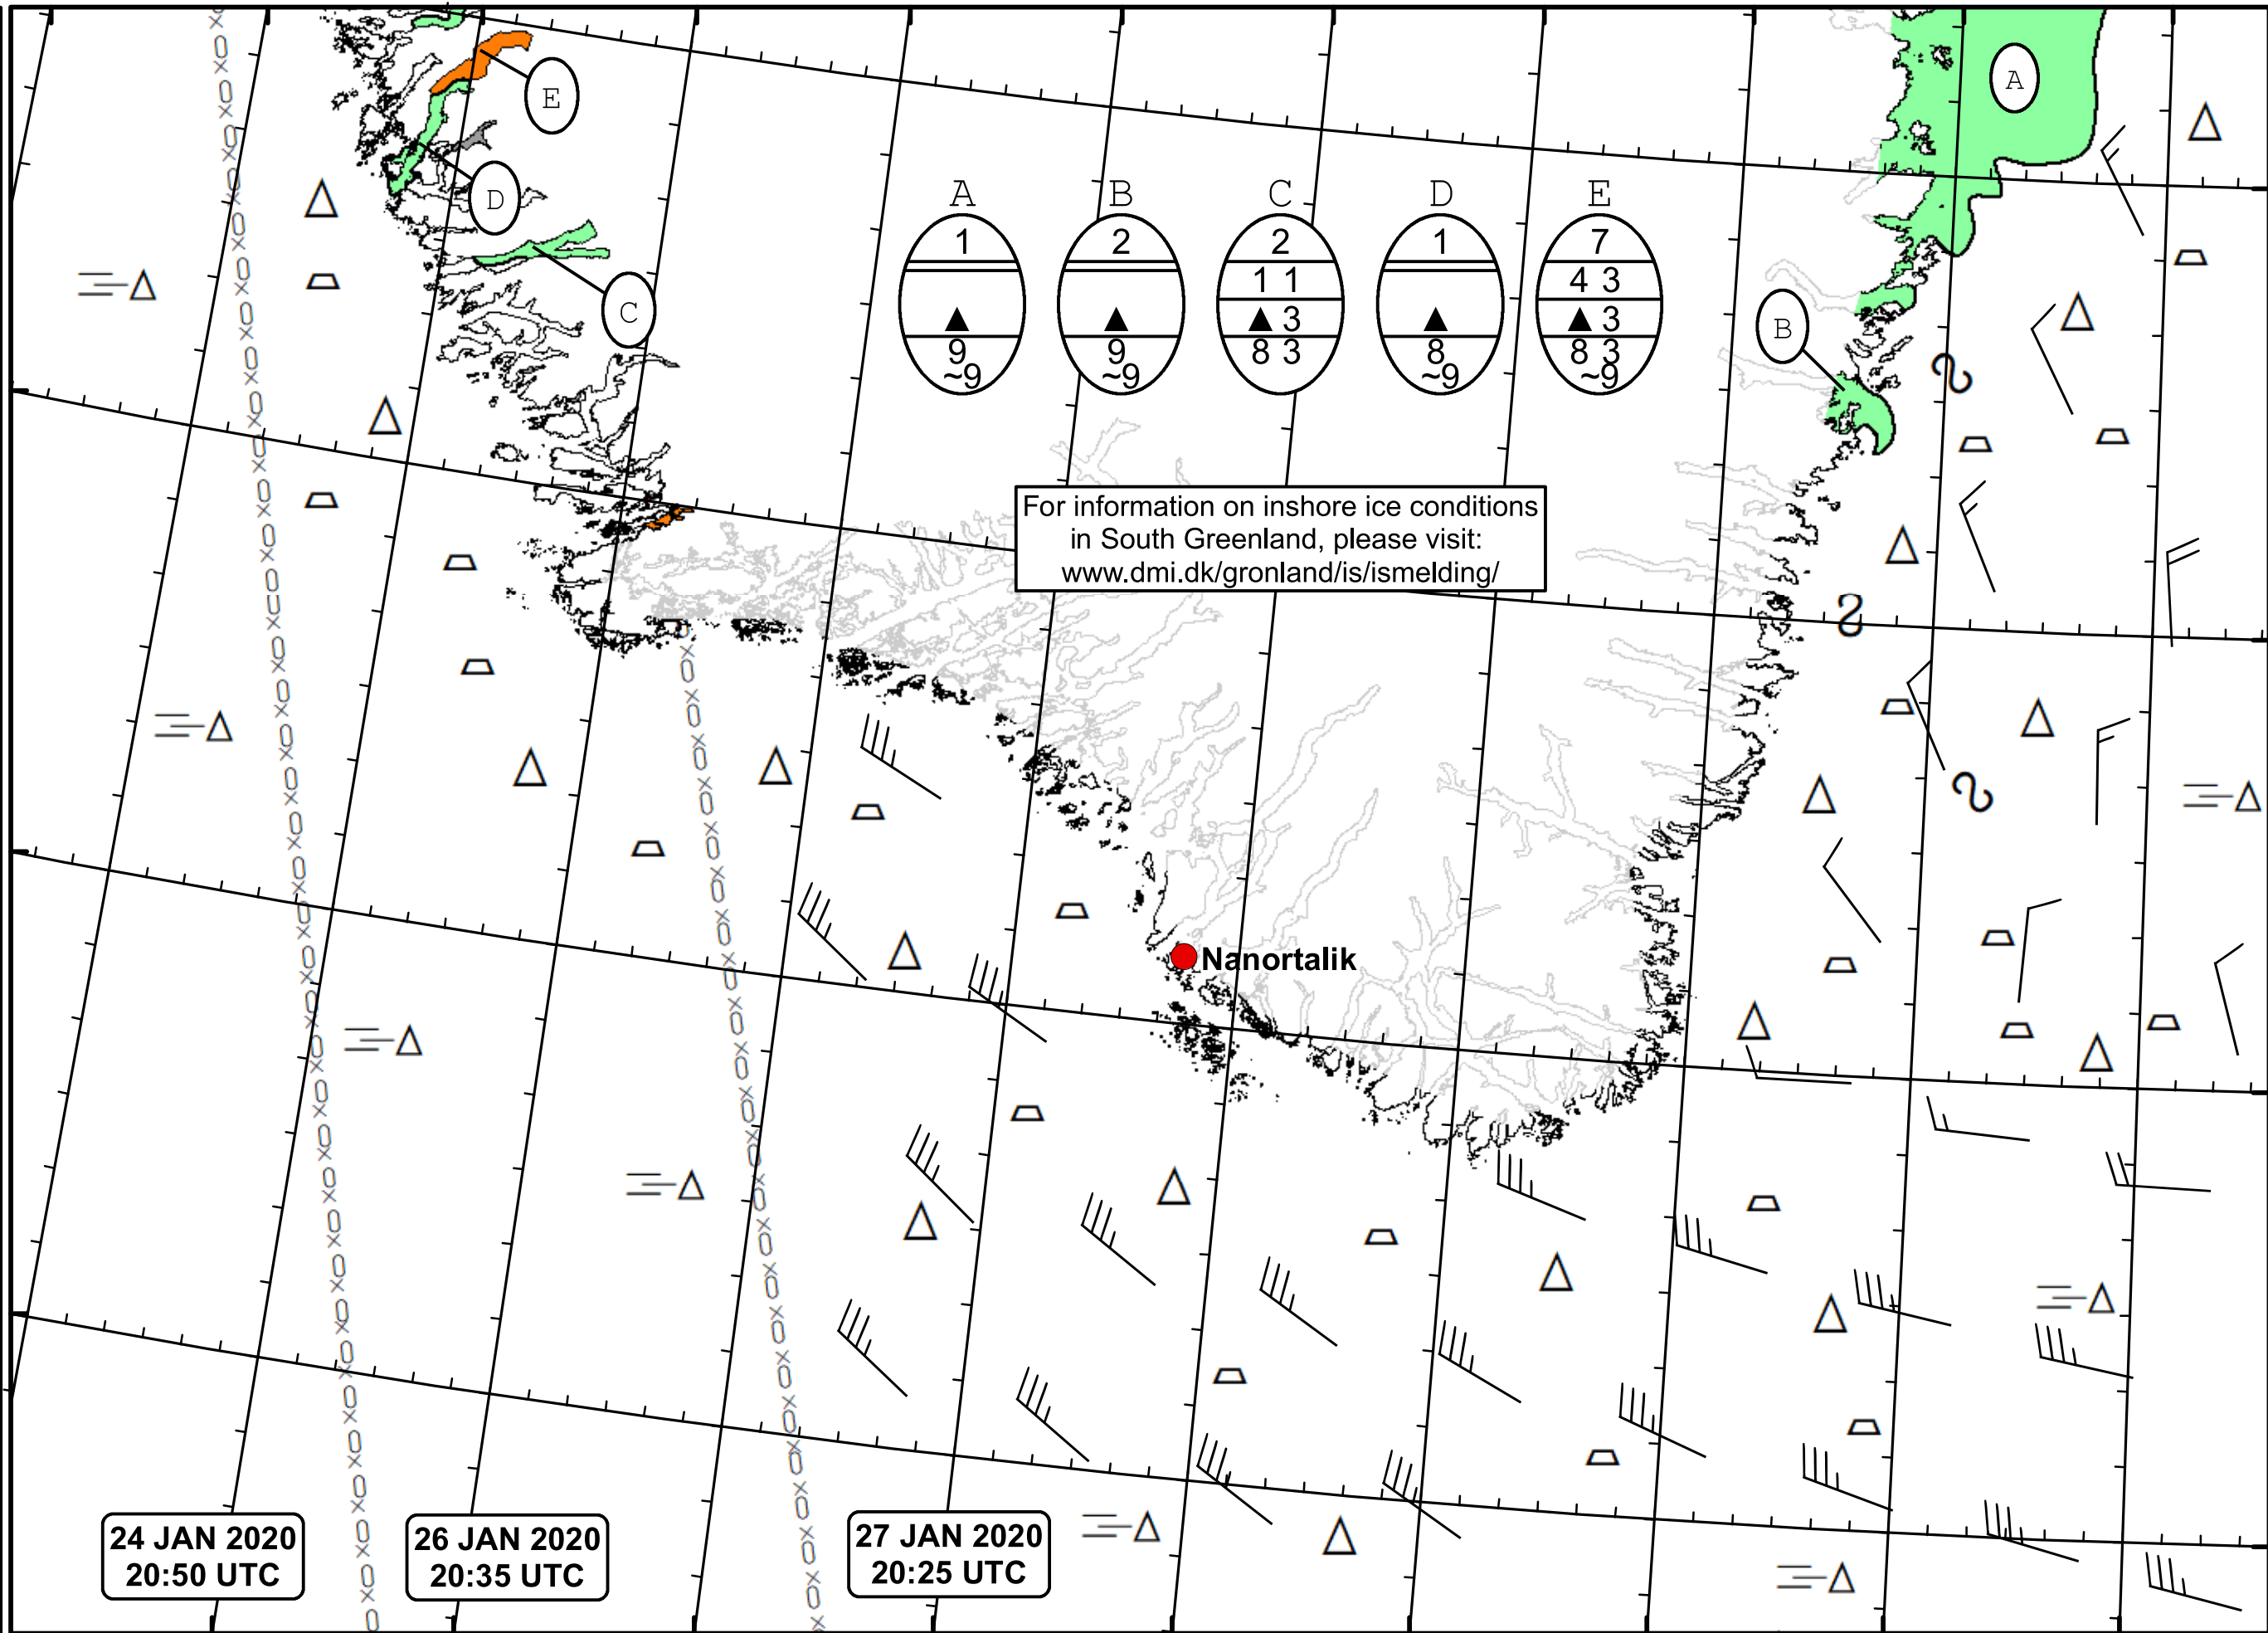 E
A
D
A B C D E
1 2 2 1 7
1 1 4 3
▲ ▲ ▲ 3 ▲ ▲ 3
9 9 8 3 8 8 3
~9 ~9 ~9 ~9
C
B
For information on inshore ice conditions
in South Greenland, please visit:
www.dmi.dk/gronland/is/ismelding/
Nanortalik
24 JAN 2020
20:50 UTC
26 JAN 2020
20:35 UTC
27 JAN 2020
20:25 UTC